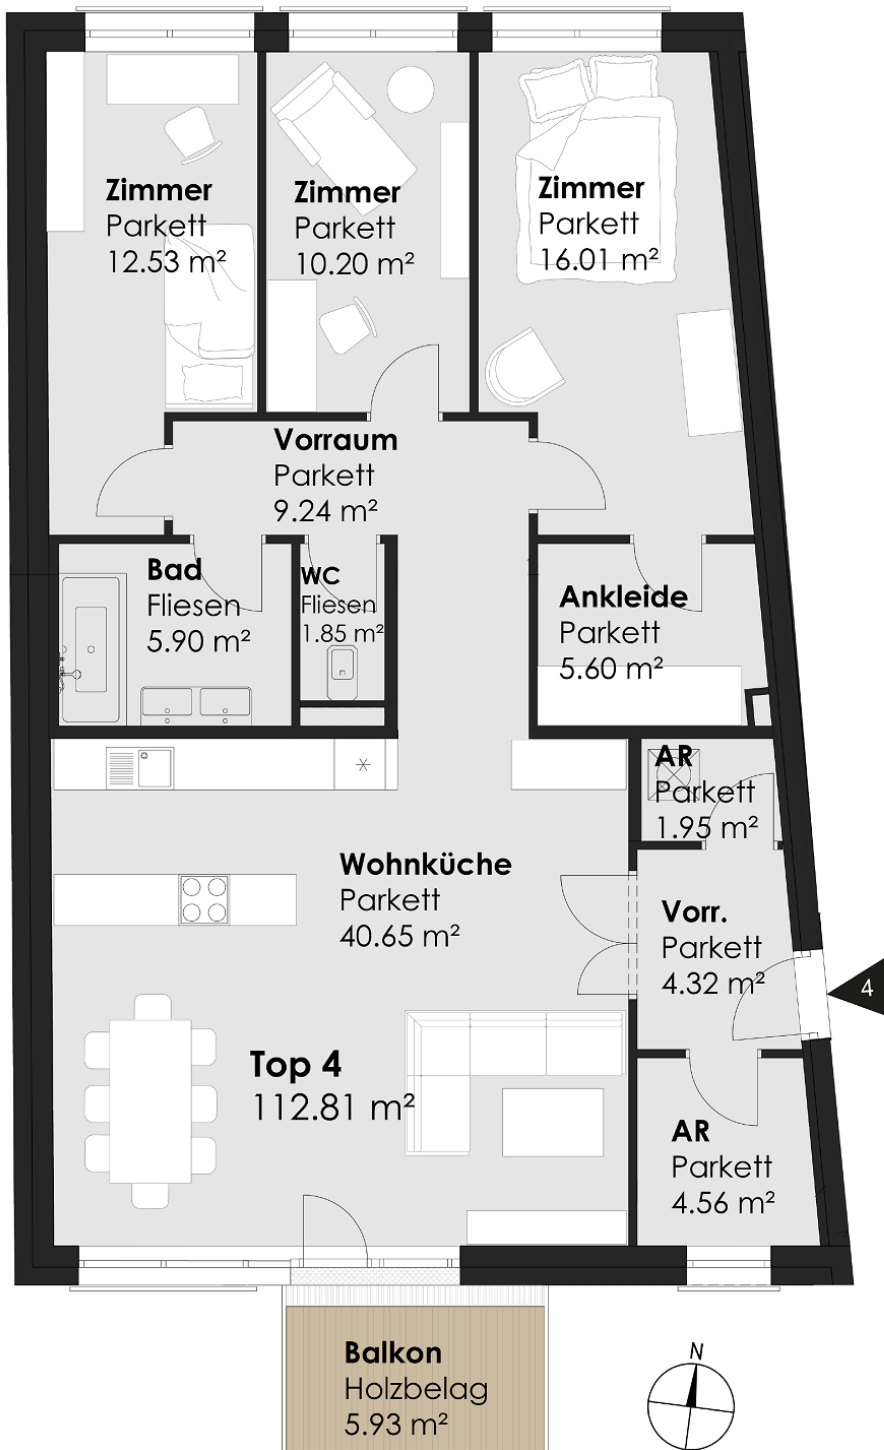 Zimmer
Parkett
12.53 m²
Zimmer
Parkett
10.20 m²
Zimmer
Parkett
16.01 m²
Vorraum
Parkett
9.24 m²
Bad
Fliesen
5.90 m²
WC
Fliesen
1.85 m²
Ankleide
Parkett
5.60 m²
AR
Parkett
1.95 m²
Wohnküche
Parkett
40.65 m²
Vorr.
Parkett
4.32 m²
4
Top 4
112.81 m²
AR
Parkett
4.56 m²
Balkon
Holzbelag
5.93 m²
N